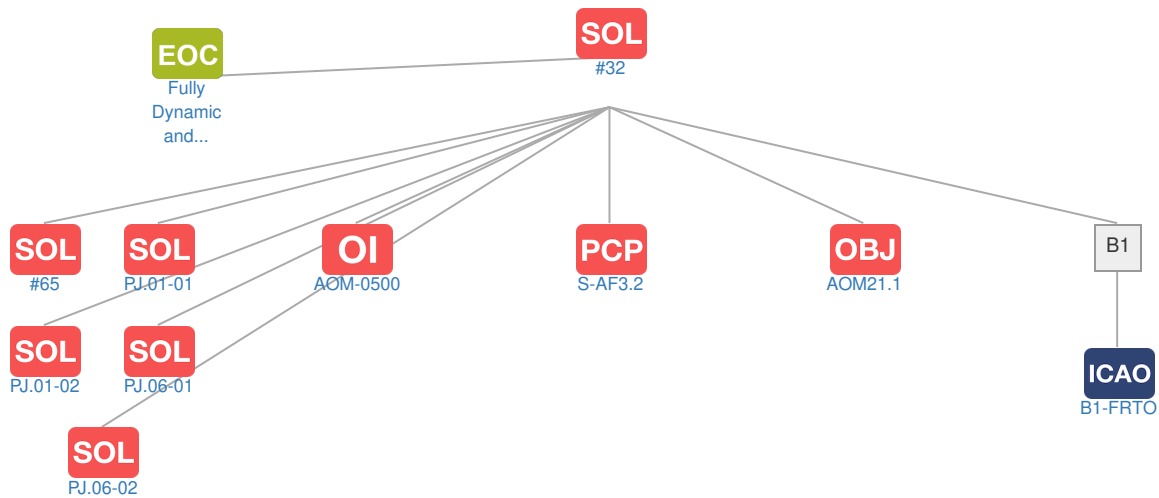 EOC
Fully
Dynamic
and...
SOL
#32
SOL
#65
SOL
PJ.01-01
OI
AOM-0500
PCP
S-AF3.2
OBJ
AOM21.1
B1
SOL
PJ.01-02
SOL
PJ.06-01
ICAO
B1-FRTO
SOL
PJ.06-02